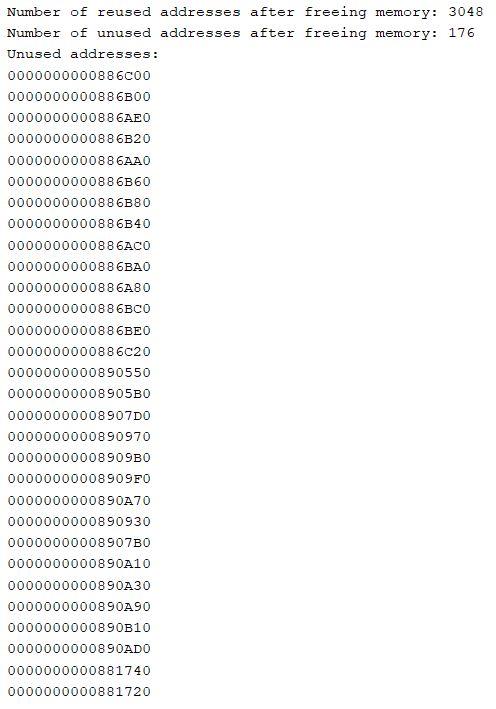 Number of reused addresses after freeing memory: 3048
Number of unused addresses after freeing memory: 176
Unused addresses:
0000000000886C00
0000000000886B00
0000000000886AE0
0000000000886B20
0000000000886AA0
0000000000886B60
0000000000886B80
0000000000886B40
0000000000886AC0
0000000000886BA0
0000000000886A80
0000000000886BC0
0000000000886BE0
0000000000886C20
0000000000890550
00000000008905B0
00000000008907D0
0000000000890970
00000000008909B0
00000000008909F0
0000000000890A70
0000000000890930
00000000008907B0
0000000000890A10
0000000000890A30
0000000000890A90
0000000000890B10
0000000000890AD0
0000000000881740
0000000000881720